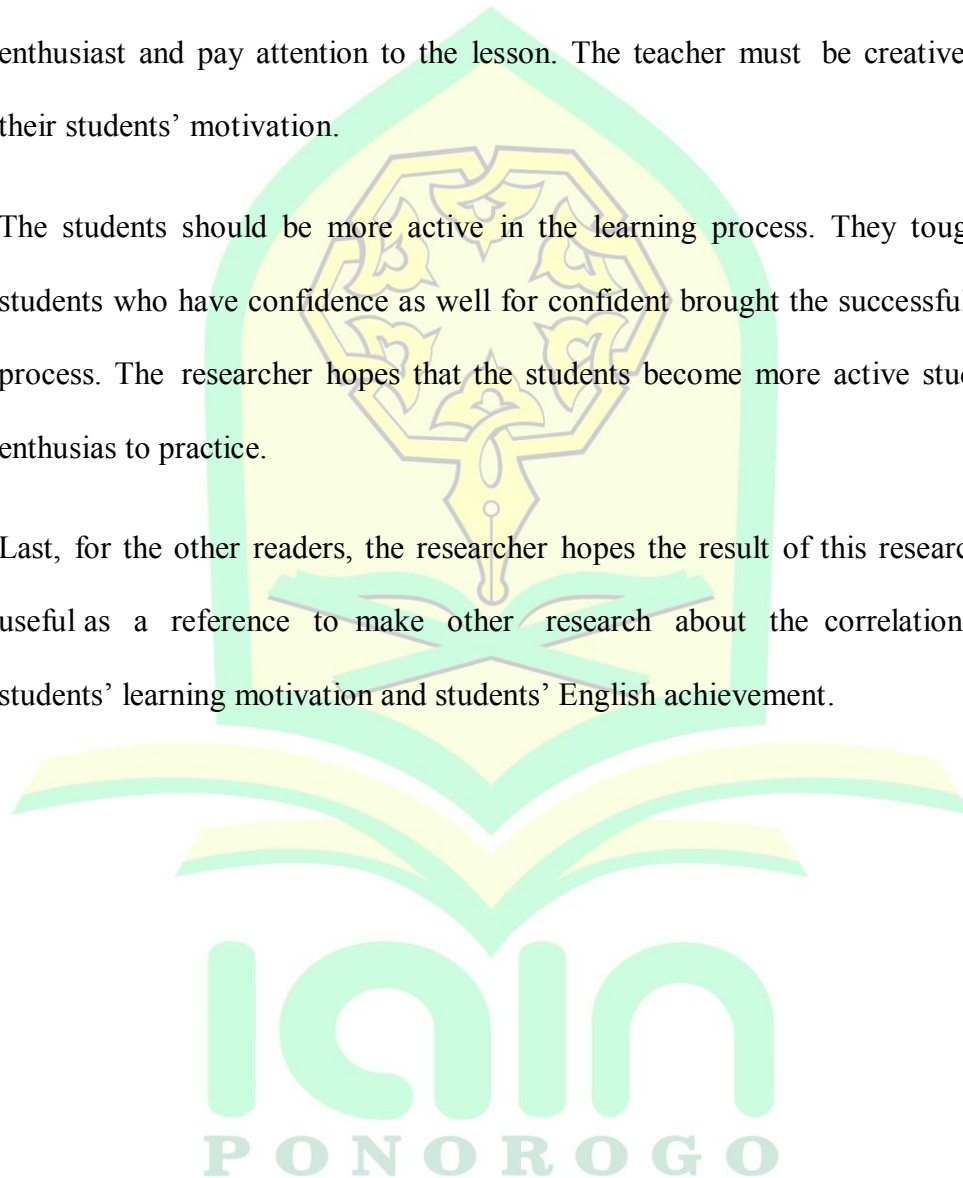 enthusiast and pay attention to the lesson. The teacher must be creative
their students’ motivation.
The students should be more active in the learning process. They toug
students who have confidence as well for confident brought the successful
process. The researcher hopes that the students become more active stud
enthusias to practice.
Last, for the other readers, the researcher hopes the result of this researc
useful as a reference to make other research about the correlation
students’ learning motivation and students’ English achievement.
iain
PONOROGO